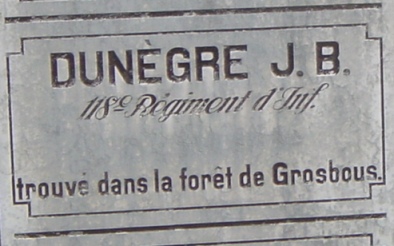 DUNÈGRE J. B.
118e Régiment d'Inf.
trouvé dans la forêt de Grosbous.